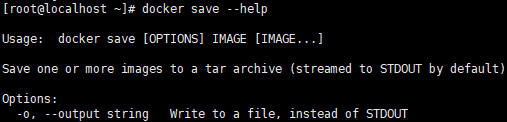 [root@localhost ~]# docker save --help
Usage:  docker save [OPTIONS] IMAGE [IMAGE...]
Save one or more images to a tar archive (streamed to STDOUT by default)
Options:
  -o, --output string   Write to a file, instead of STDOUT